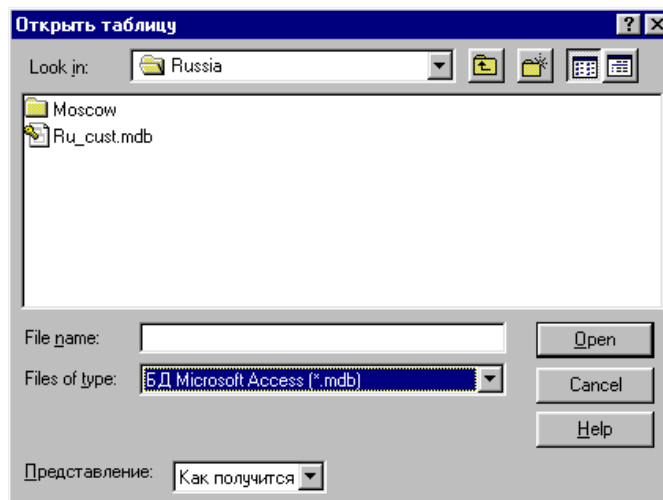 Открыть таблицу
Look in: Russia
Moscow
Ru_cust.mdb
File name: Open
Files of type: БД Microsoft Access (*.mdb) Cancel
Help
Представление: Как получится